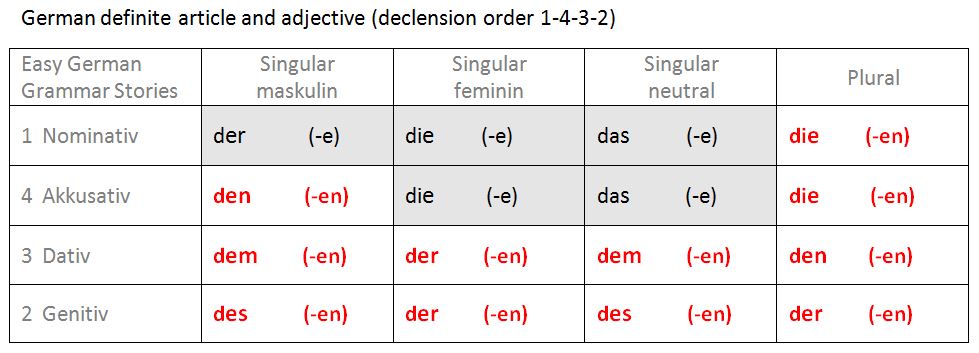 German definite article and adjective (declension order 1-4-3-2)
Easy German Grammar Stories Singular maskulin Singular feminin Singular neutral Plural
1 Nominativ der (-e) die (-e) das (-e) die (-en)
4 Akkusativ den (-en) die (-e) das (-e) die (-en)
3 Dativ dem (-en) der (-en) dem (-en) den (-en)
2 Genitiv des (-en) der (-en) des (-en) der (-en)